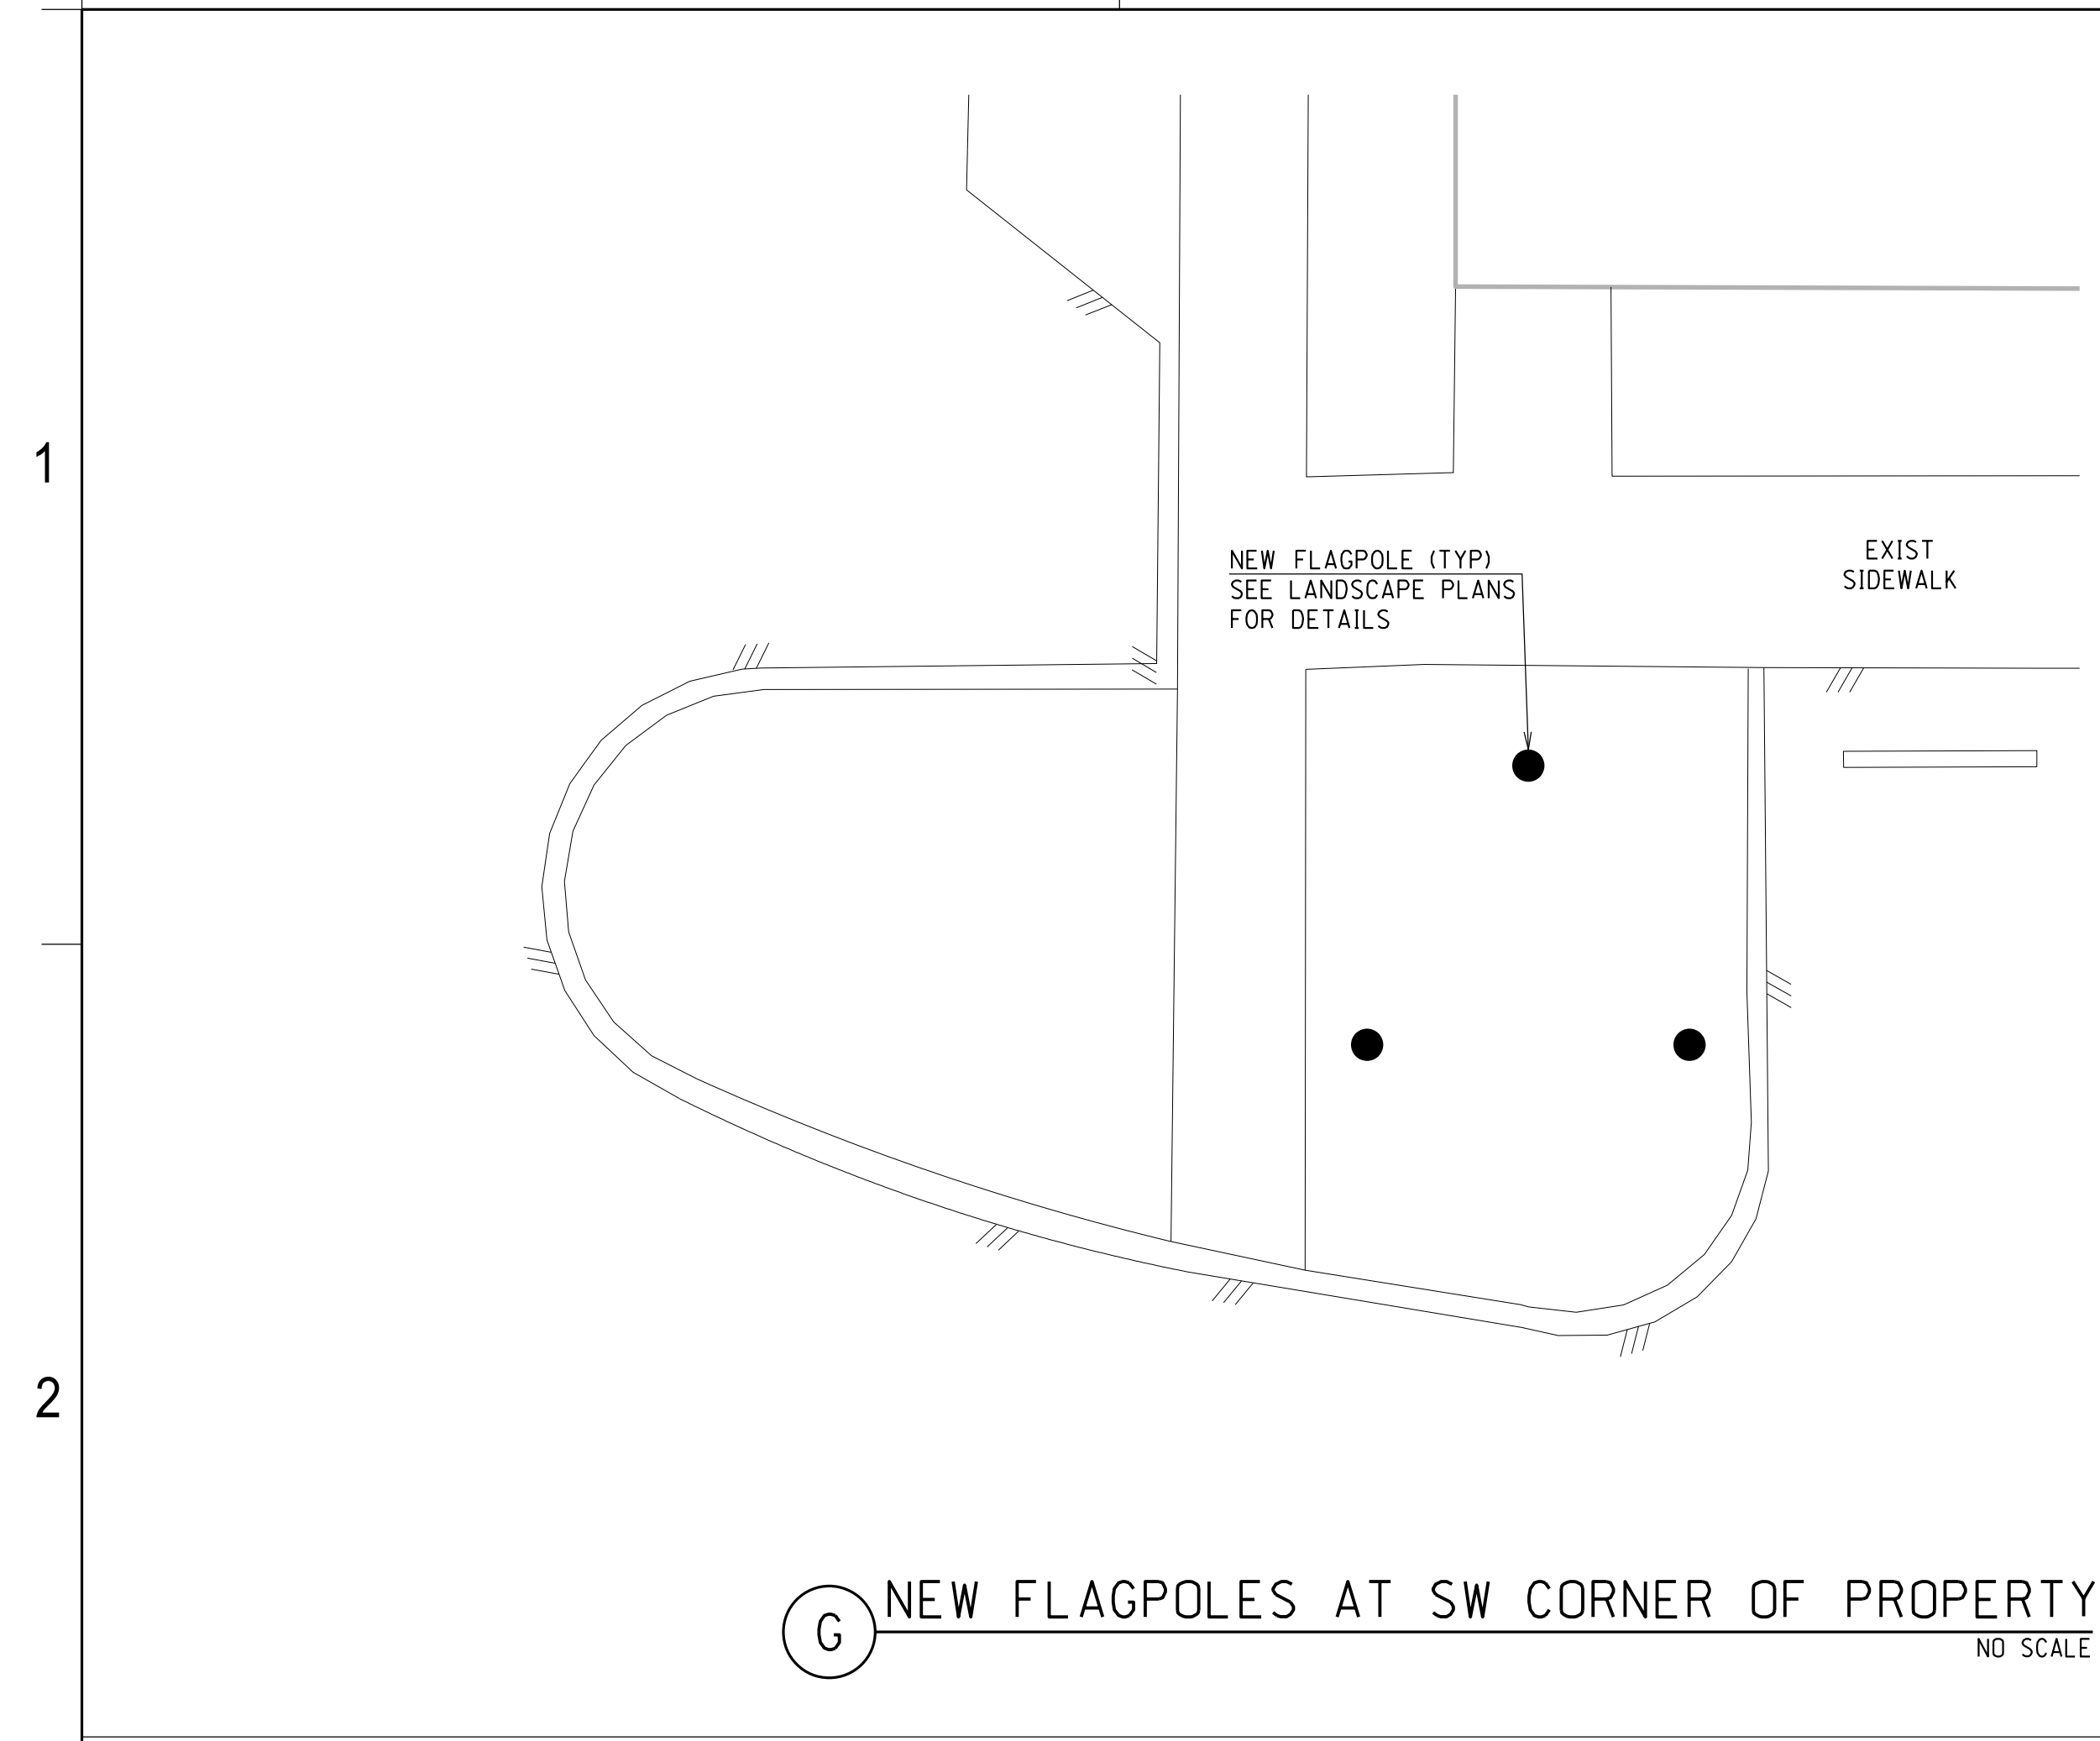 1
NEW FLAGPOLE (TYP)
SEE LANDSCAPE PLANS
FOR DETAILS
EXIST
SIDEWALK
2
G
NEW FLAGPOLES AT SW CORNER OF PROPERTY
NO SCALE